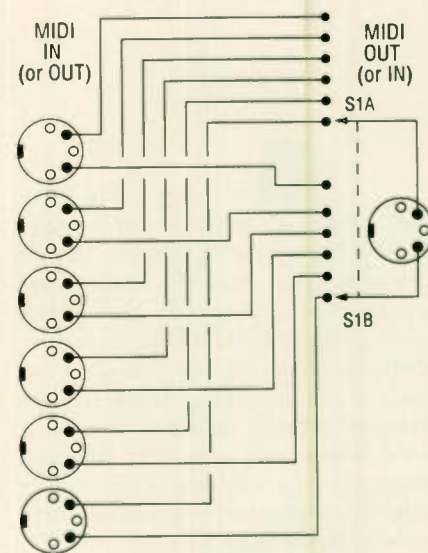 MIDI
IN
(or OUT)
MIDI
OUT
(or IN)
S1A
S1B